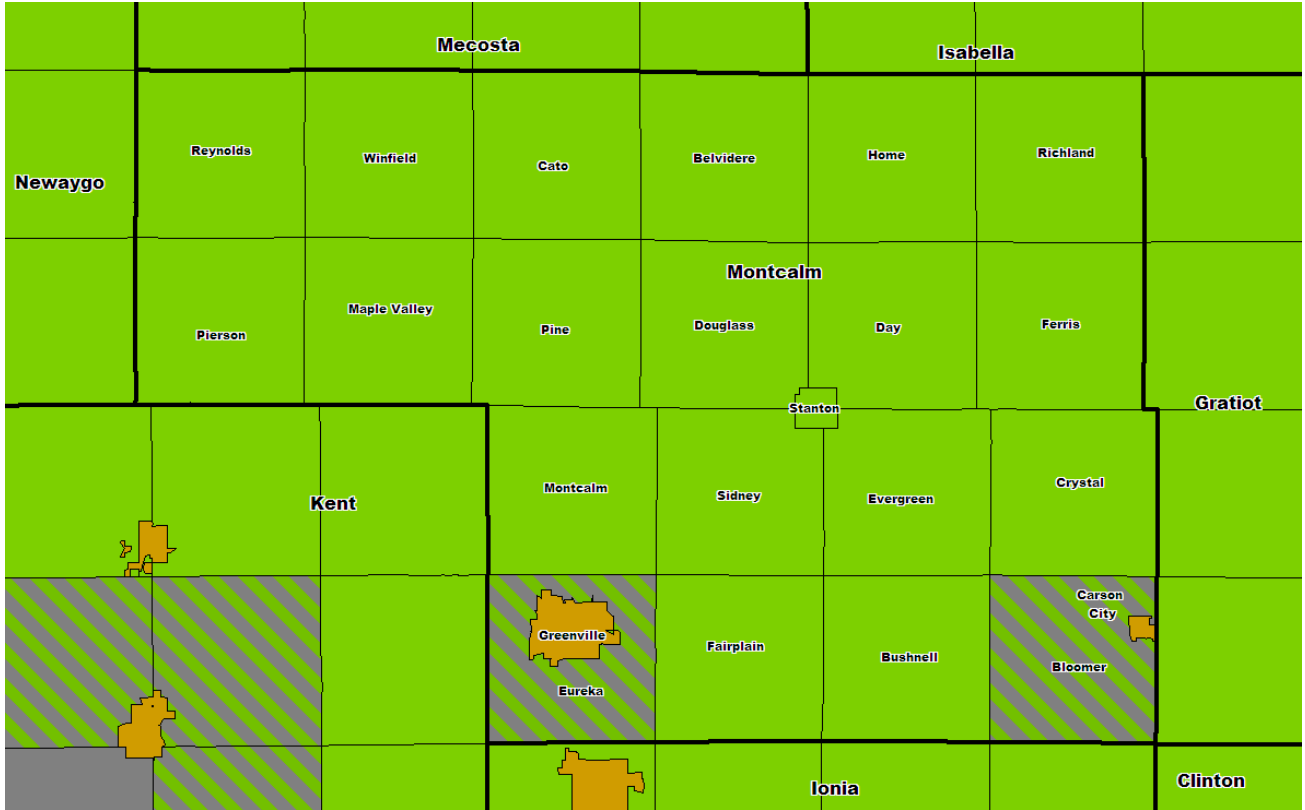 Mecosta
Isabella
Reynolds
Winfield
Cato
Belvidere
Home
Richland
Newaygo
Montcalm
Pierson
Maple Valley
Pine
Douglass
Day
Ferris
Stanton
Gratiot
Kent
Montcalm
Sidney
Evergreen
Crystal
Carson
City
Greenville
Fairplain
Bushnell
Bloomer
Eureka
Ionia
Clinton